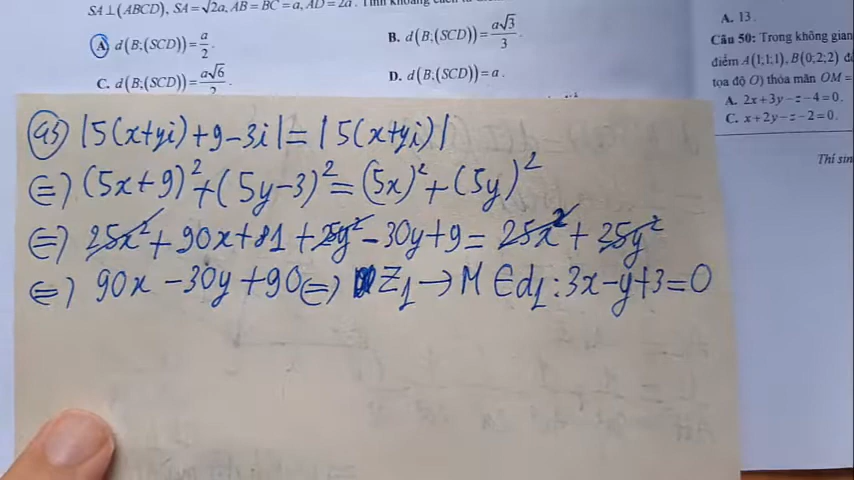 SA⊥(ABCD), SA=√2a, AB=BC=a, AD=2a.
A d(B;(SCD))=a/2.
B. d(B;(SCD))=a√3/3.
C. d(B;(SCD))=a√6/
D. d(B;(SCD))=a.
A. 13.
Câu 50: Trong không gian
điểm A(1;1;1), B(0;2;2)
tọa độ O) thỏa mãn OM=
A. 2x+3y-z-4=0.
C. x+2y-z-2=0.
Thí sin
45 |5(x+yi)+9-3i|=|5(x+yi)|
⇔ (5x+9)²+(5y-3)²=(5x)²+(5y)²
⇔ 25x²+90x+81+25y²-30y+9=25x²+25y²
⇔ 90x-30y+90⇔ Z₁→M∈d₁:3x-y+3=0